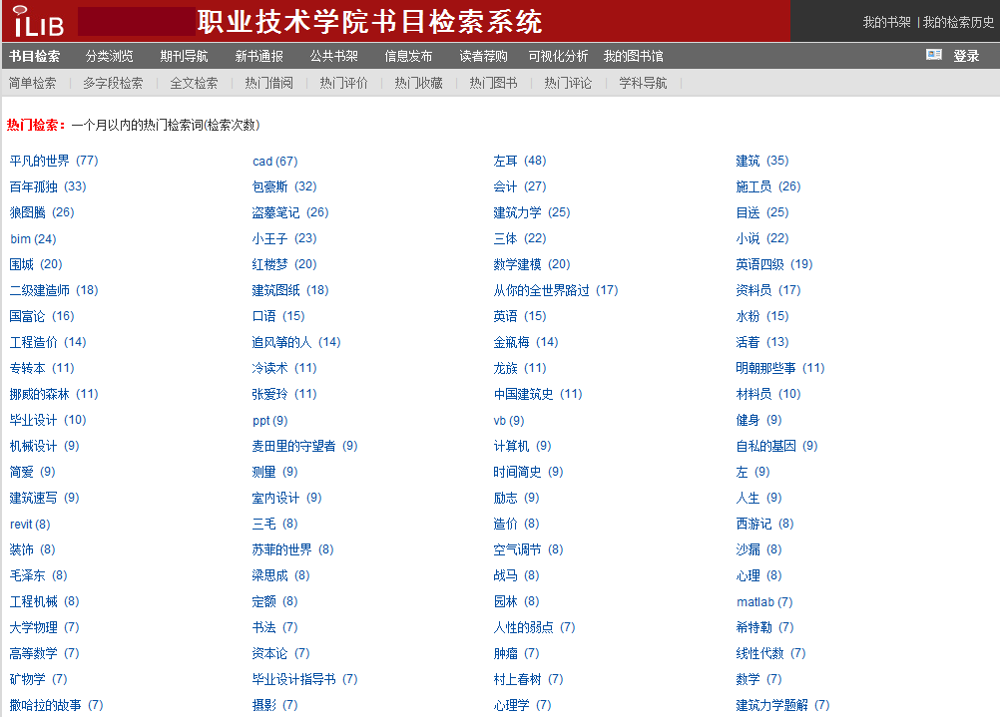 iLIB 职业技术学院书目检索系统 我的书架 | 我的检索历史
书目检索 分类浏览 期刊导航 新书通报 公共书架 信息发布 读者荐购 可视化分析 我的图书馆 登录
简单检索 多字段检索 全文检索 热门借阅 热门评价 热门收藏 热门图书 热门评论 学科导航
热门检索：一个月以内的热门检索词(检索次数)
平凡的世界 (77) cad (67) 左耳 (48) 建筑 (35)
百年孤独 (33) 包豪斯 (32) 会计 (27) 施工员 (26)
狼图腾 (26) 盗墓笔记 (26) 建筑力学 (25) 目送 (25)
bim (24) 小王子 (23) 三体 (22) 小说 (22)
围城 (20) 红楼梦 (20) 数学建模 (20) 英语四级 (19)
二级建造师 (18) 建筑图纸 (18) 从你的全世界路过 (17) 资料员 (17)
国富论 (16) 口语 (15) 英语 (15) 水粉 (15)
工程造价 (14) 追风筝的人 (14) 金瓶梅 (14) 活着 (13)
专转本 (11) 冷读术 (11) 龙族 (11) 明朝那些事 (11)
挪威的森林 (11) 张爱玲 (11) 中国建筑史 (11) 材料员 (10)
毕业设计 (10) ppt (9) vb (9) 健身 (9)
机械设计 (9) 麦田里的守望者 (9) 计算机 (9) 自私的基因 (9)
简爱 (9) 测量 (9) 时间简史 (9) 左 (9)
建筑速写 (9) 室内设计 (9) 励志 (9) 人生 (9)
revit (8) 三毛 (8) 造价 (8) 西游记 (8)
装饰 (8) 苏菲的世界 (8) 空气调节 (8) 沙漏 (8)
毛泽东 (8) 梁思成 (8) 战马 (8) 心理 (8)
工程机械 (8) 定额 (8) 园林 (8) matlab (7)
大学物理 (7) 书法 (7) 人性的弱点 (7) 希特勒 (7)
高等数学 (7) 资本论 (7) 肿瘤 (7) 线性代数 (7)
矿物学 (7) 毕业设计指导书 (7) 村上春树 (7) 数学 (7)
撒哈拉的故事 (7) 摄影 (7) 心理学 (7) 建筑力学题解 (7)